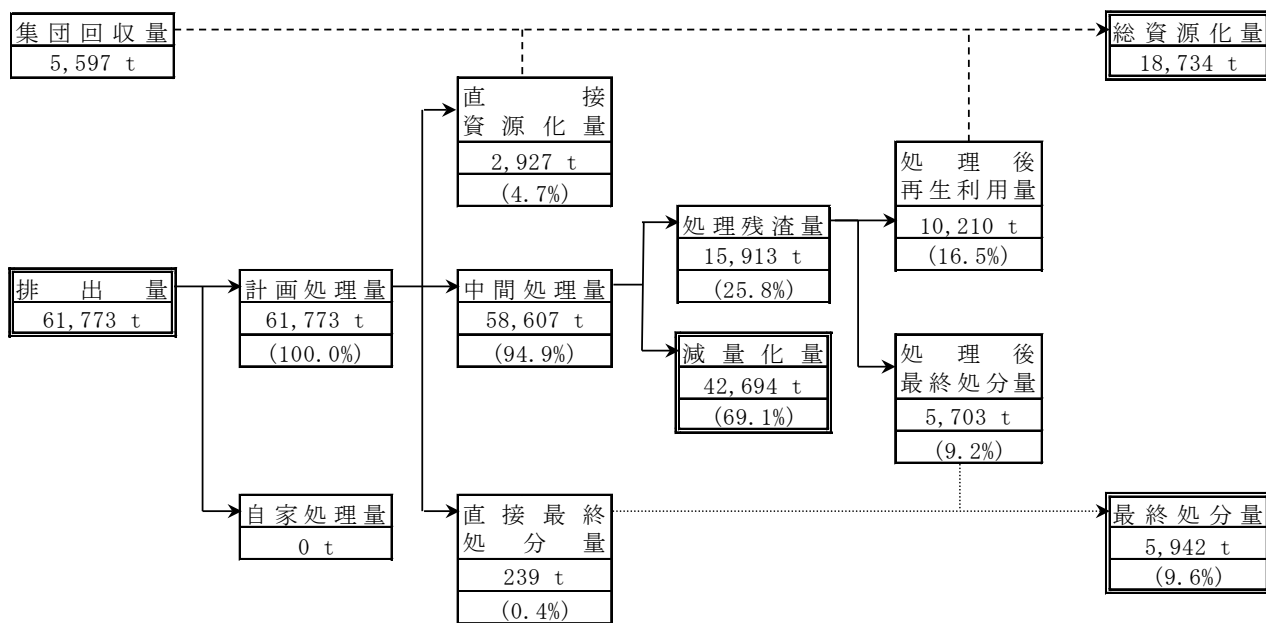 集団回収量
5,597 t
総資源化量
18,734 t
直接
資源化量
2,927 t
(4.7%)
処理後
再生利用量
10,210 t
(16.5%)
処理残渣量
15,913 t
(25.8%)
排出量
61,773 t
計画処理量
61,773 t
(100.0%)
中間処理量
58,607 t
(94.9%)
減量化量
42,694 t
(69.1%)
処理後
最終処分量
5,703 t
(9.2%)
自家処理量
0 t
直接最終
処分量
239 t
(0.4%)
最終処分量
5,942 t
(9.6%)